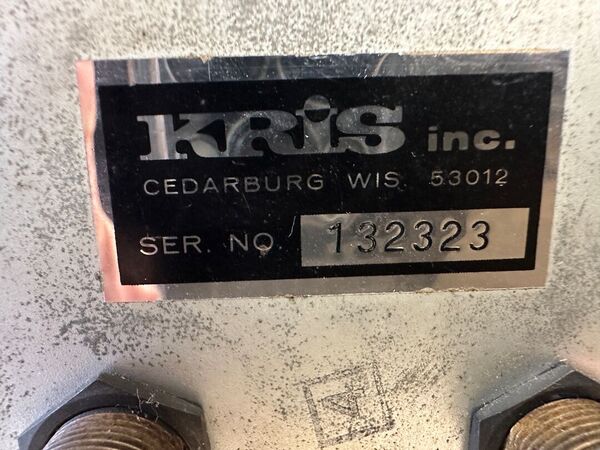 KRiS inc.
CEDARBURG WIS 53012
SER. NO. 132323